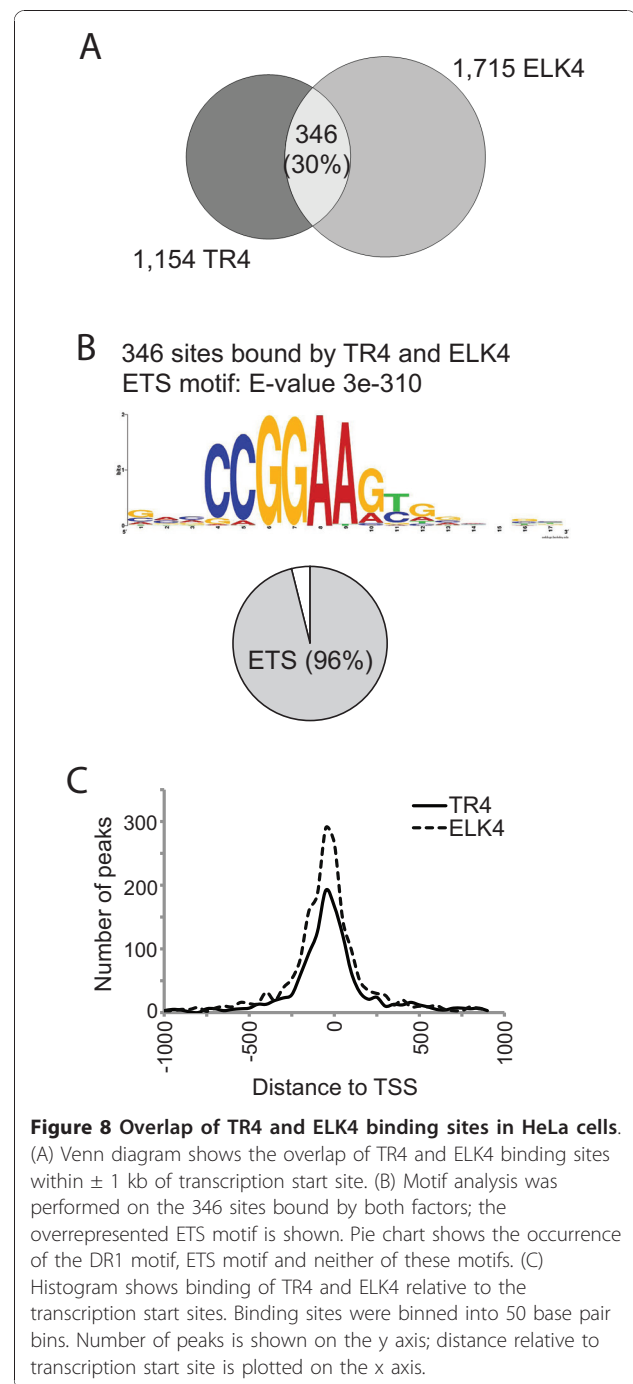 A
1,715 ELK4
346
(30%)
1,154 TR4
B
346 sites bound by TR4 and ELK4
ETS motif: E-value 3e-310
CCGGAAGTG
ETS (96%)
C
TR4
ELK4
Number of peaks
300
200
100
0
-1000
-500
0
500
1000
Distance to TSS
Figure 8 Overlap of TR4 and ELK4 binding sites in HeLa cells.
(A) Venn diagram shows the overlap of TR4 and ELK4 binding sites
within ± 1 kb of transcription start site. (B) Motif analysis was
performed on the 346 sites bound by both factors; the
overrepresented ETS motif is shown. Pie chart shows the occurrence
of the DR1 motif, ETS motif and neither of these motifs. (C)
Histogram shows binding of TR4 and ELK4 relative to the
transcription start sites. Binding sites were binned into 50 base pair
bins. Number of peaks is shown on the y axis; distance relative to
transcription start site is plotted on the x axis.